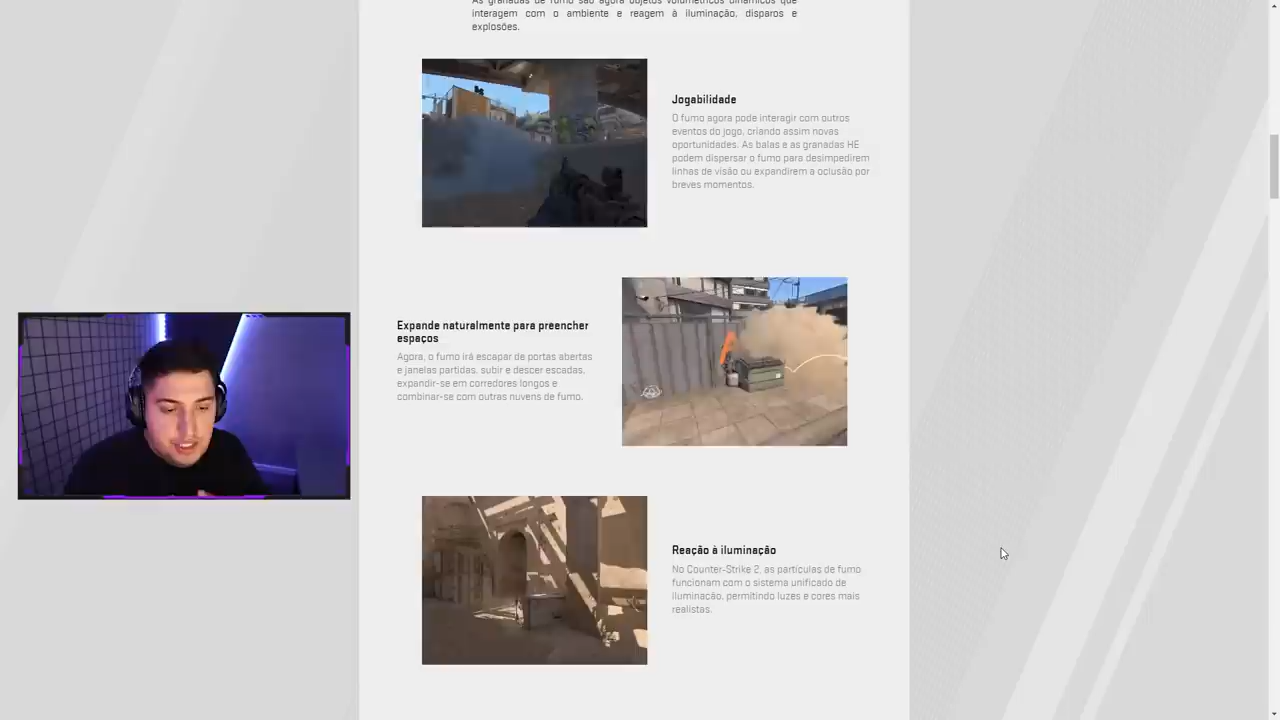 As granadas de fumo são agora objetos volumétricos dinâmicos que
interagem com o ambiente e reagem à iluminação, disparos e
explosões.
Jogabilidade
O fumo agora pode interagir com outros
eventos do jogo, criando assim novas
oportunidades. As balas e as granadas HE
podem dispersar o fumo para desimpedirem
linhas de visão ou expandirem a oclusão por
breves momentos.
Expande naturalmente para preencher
espaços
Agora, o fumo irá escapar de portas abertas
e janelas partidas, subir e descer escadas,
expandir-se em corredores longos e
combinar-se com outras nuvens de fumo.
Reação à iluminação
No Counter-Strike 2, as partículas de fumo
funcionam com o sistema unificado de
iluminação, permitindo luzes e cores mais
realistas.